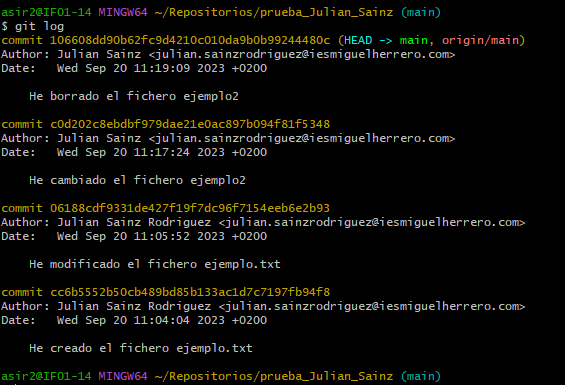 asir2@IFO1-14 MINGW64 ~/Repositorios/prueba_Julian_Sainz (main)
$ git log
commit 106608dd90b62fc9d4210c010da9b0b99244480c (HEAD -> main, origin/main)
Author: Julian Sainz <julian.sainzrodriguez@iesmiguelherrero.com>
Date:   Wed Sep 20 11:19:09 2023 +0200
He borrado el fichero ejemplo2
commit c0d202c8ebdbf979dae21e0ac897b094f81f5348
Author: Julian Sainz <julian.sainzrodriguez@iesmiguelherrero.com>
Date:   Wed Sep 20 11:17:24 2023 +0200
He cambiado el fichero ejemplo2
commit 06188cdf9331de427f19f7dc96f7154eeb6e2b93
Author: Julian Sainz Rodriguez <julian.sainzrodriguez@iesmiguelherrero.com>
Date:   Wed Sep 20 11:05:52 2023 +0200
He modificado el fichero ejemplo.txt
commit cc6b5552b50cb489bd85b133ac1d7c7197fb94f8
Author: Julian Sainz Rodriguez <julian.sainzrodriguez@iesmiguelherrero.com>
Date:   Wed Sep 20 11:04:04 2023 +0200
He creado el fichero ejemplo.txt
asir2@IFO1-14 MINGW64 ~/Repositorios/prueba_Julian_Sainz (main)